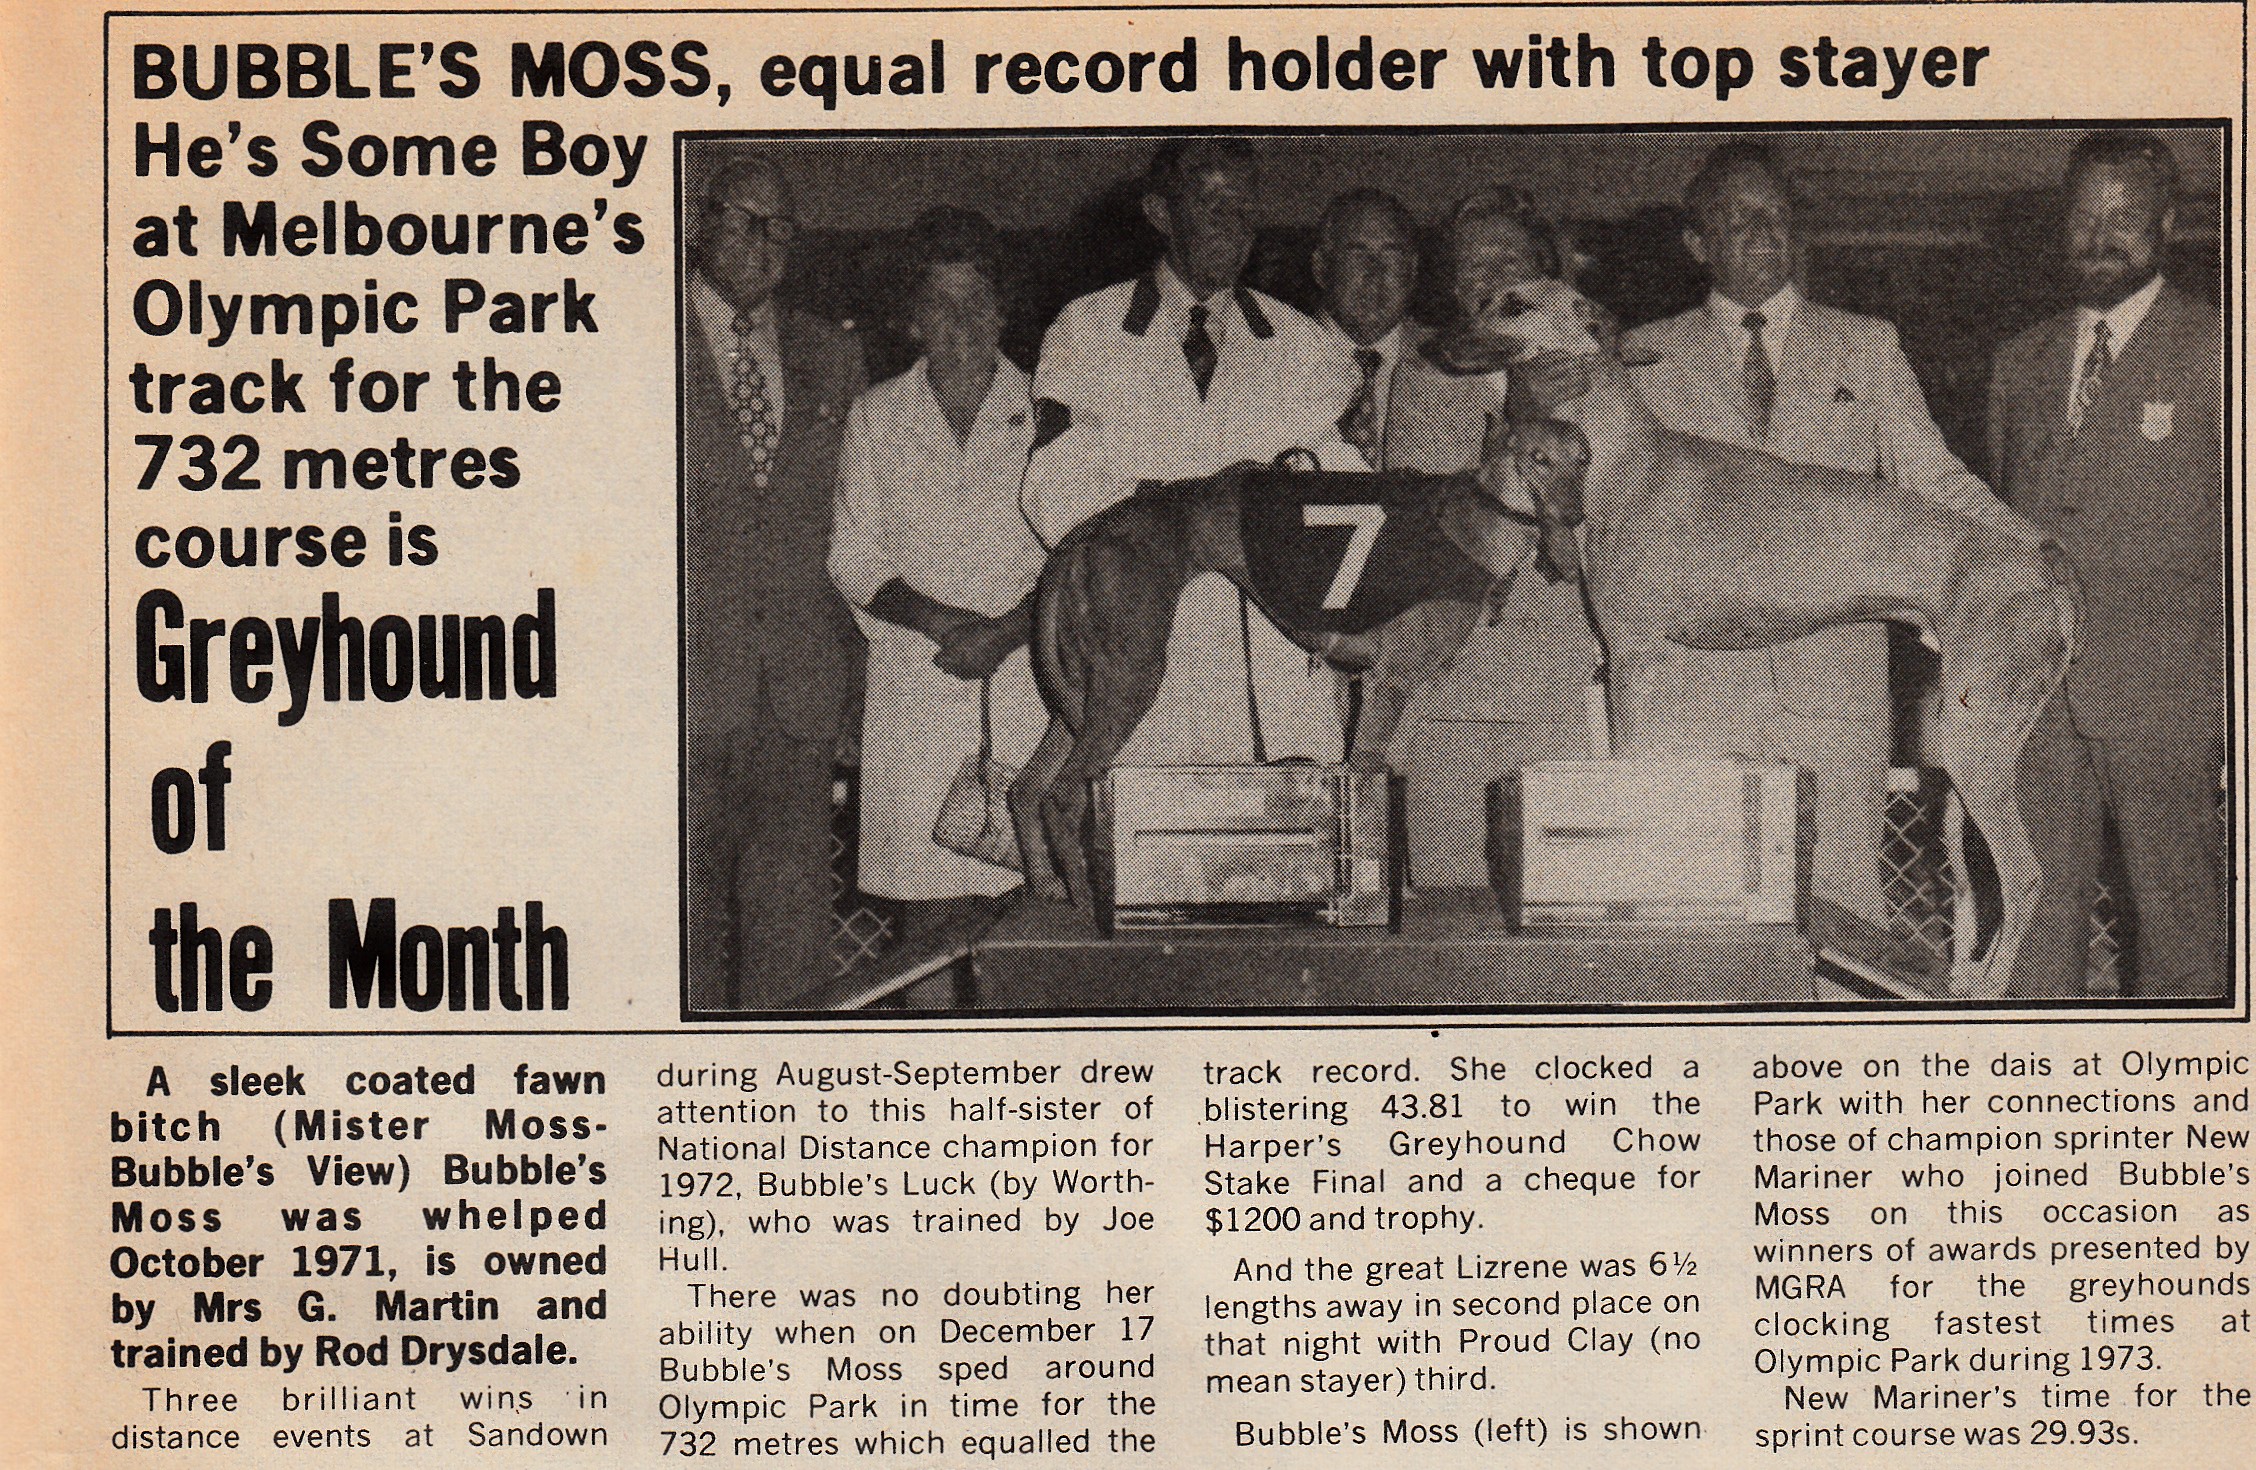 BUBBLE'S MOSS, equal record holder with top stayer
He's Some Boy
at Melbourne's
Olympic Park
track for the
732 metres
course is
Greyhound
of
the Month
7
A sleek coated fawn
bitch (Mister Moss-
Bubble's View) Bubble's
Moss was whelped
October 1971, is owned
by Mrs G. Martin and
trained by Rod Drysdale.
Three brilliant wins in
distance events at Sandown
during August-September drew
attention to this half-sister of
National Distance champion for
1972, Bubble's Luck (by Worth-
ing), who was trained by Joe
Hull.
There was no doubting her
ability when on December 17
Bubble's Moss sped around
Olympic Park in time for the
732 metres which equalled the
track record. She clocked a
blistering 43.81 to win the
Harper's Greyhound Chow
Stake Final and a cheque for
$1200 and trophy.
And the great Lizrene was 6½
lengths away in second place on
that night with Proud Clay (no
mean stayer) third.
Bubble's Moss (left) is shown
above on the dais at Olympic
Park with her connections and
those of champion sprinter New
Mariner who joined Bubble's
Moss on this occasion as
winners of awards presented by
MGRA for the greyhounds
clocking fastest times at
Olympic Park during 1973.
New Mariner's time for the
sprint course was 29.93s.